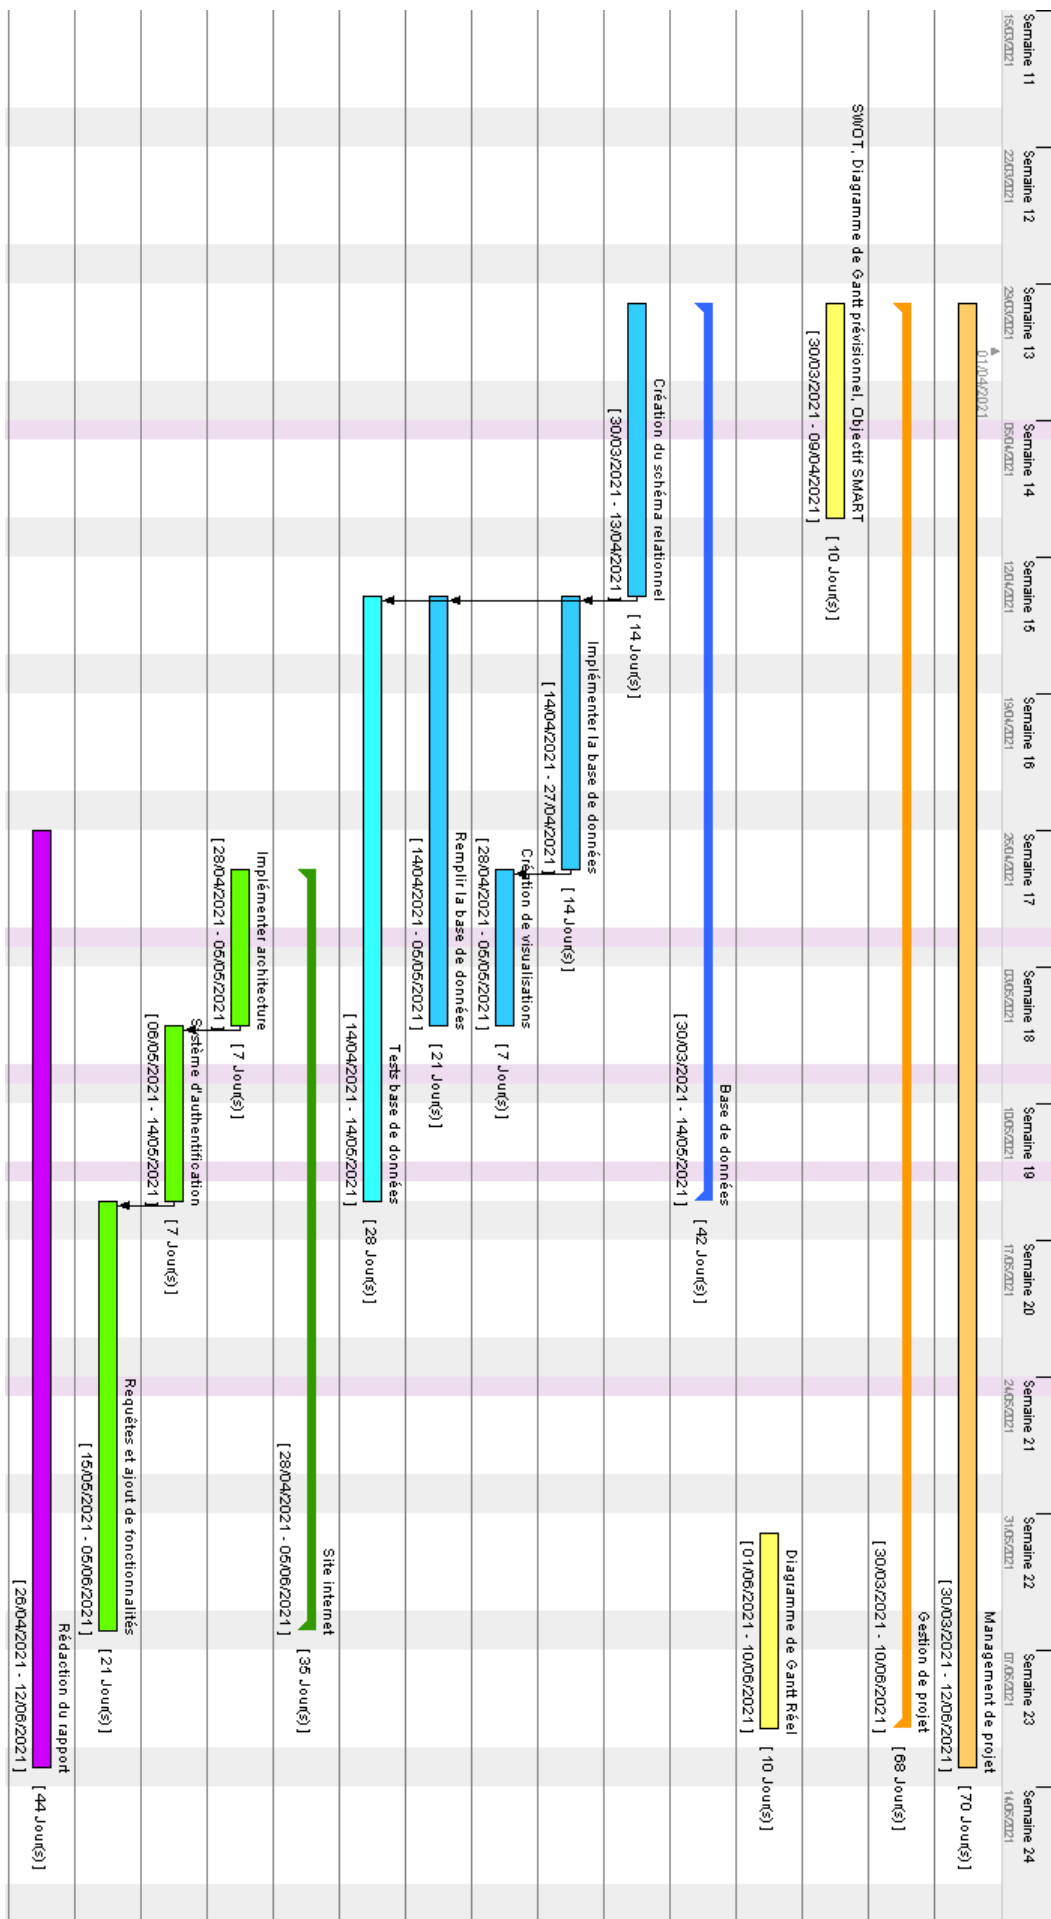 Semaine 11
15/03/2021
Semaine 12
22/03/2021
Semaine 13
29/03/2021
Semaine 14
05/04/2021
Semaine 15
12/04/2021
Semaine 16
19/04/2021
Semaine 17
26/04/2021
Semaine 18
03/05/2021
Semaine 19
10/05/2021
Semaine 20
17/05/2021
Semaine 21
24/05/2021
Semaine 22
31/05/2021
Semaine 23
07/06/2021
Semaine 24
14/06/2021
01/04/2021
Management de projet
[ 30/03/2021 - 12/06/2021 ]
[ 70 Jour(s) ]
Gestion de projet
[ 30/03/2021 - 10/06/2021 ]
[ 68 Jour(s) ]
SWOT, Diagramme de Gantt prévisionnel, Objectif SMART
[ 30/03/2021 - 09/04/2021 ]
[ 10 Jour(s) ]
Diagramme de Gantt Réel
[ 01/06/2021 - 10/06/2021 ]
[ 10 Jour(s) ]
Base de données
[ 30/03/2021 - 14/05/2021 ]
[ 42 Jour(s) ]
Création du schéma relationnel
[ 30/03/2021 - 13/04/2021 ]
[ 14 Jour(s) ]
Implémenter la base de données
[ 14/04/2021 - 27/04/2021 ]
[ 14 Jour(s) ]
Création de visualisations
[ 28/04/2021 - 05/05/2021 ]
[ 7 Jour(s) ]
Remplir la base de données
[ 14/04/2021 - 05/05/2021 ]
[ 21 Jour(s) ]
Tests base de données
[ 14/04/2021 - 14/05/2021 ]
[ 28 Jour(s) ]
Site internet
[ 28/04/2021 - 05/06/2021 ]
[ 35 Jour(s) ]
Implémenter architecture
[ 28/04/2021 - 05/05/2021 ]
[ 7 Jour(s) ]
Système d'authentification
[ 06/05/2021 - 14/05/2021 ]
[ 7 Jour(s) ]
Requêtes et ajout de fonctionnalités
[ 15/05/2021 - 05/06/2021 ]
[ 21 Jour(s) ]
Rédaction du rapport
[ 26/04/2021 - 12/06/2021 ]
[ 44 Jour(s) ]